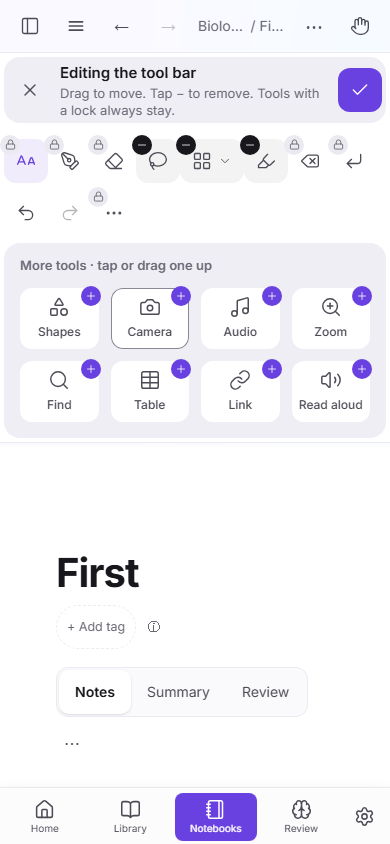 Biolo... / Fi...
Editing the tool bar
Drag to move. Tap − to remove. Tools with
a lock always stay.
AA
More tools · tap or drag one up
Shapes
Camera
Audio
Zoom
Find
Table
Link
Read aloud
First
+ Add tag
Notes
Summary
Review
...
Home
Library
Notebooks
Review